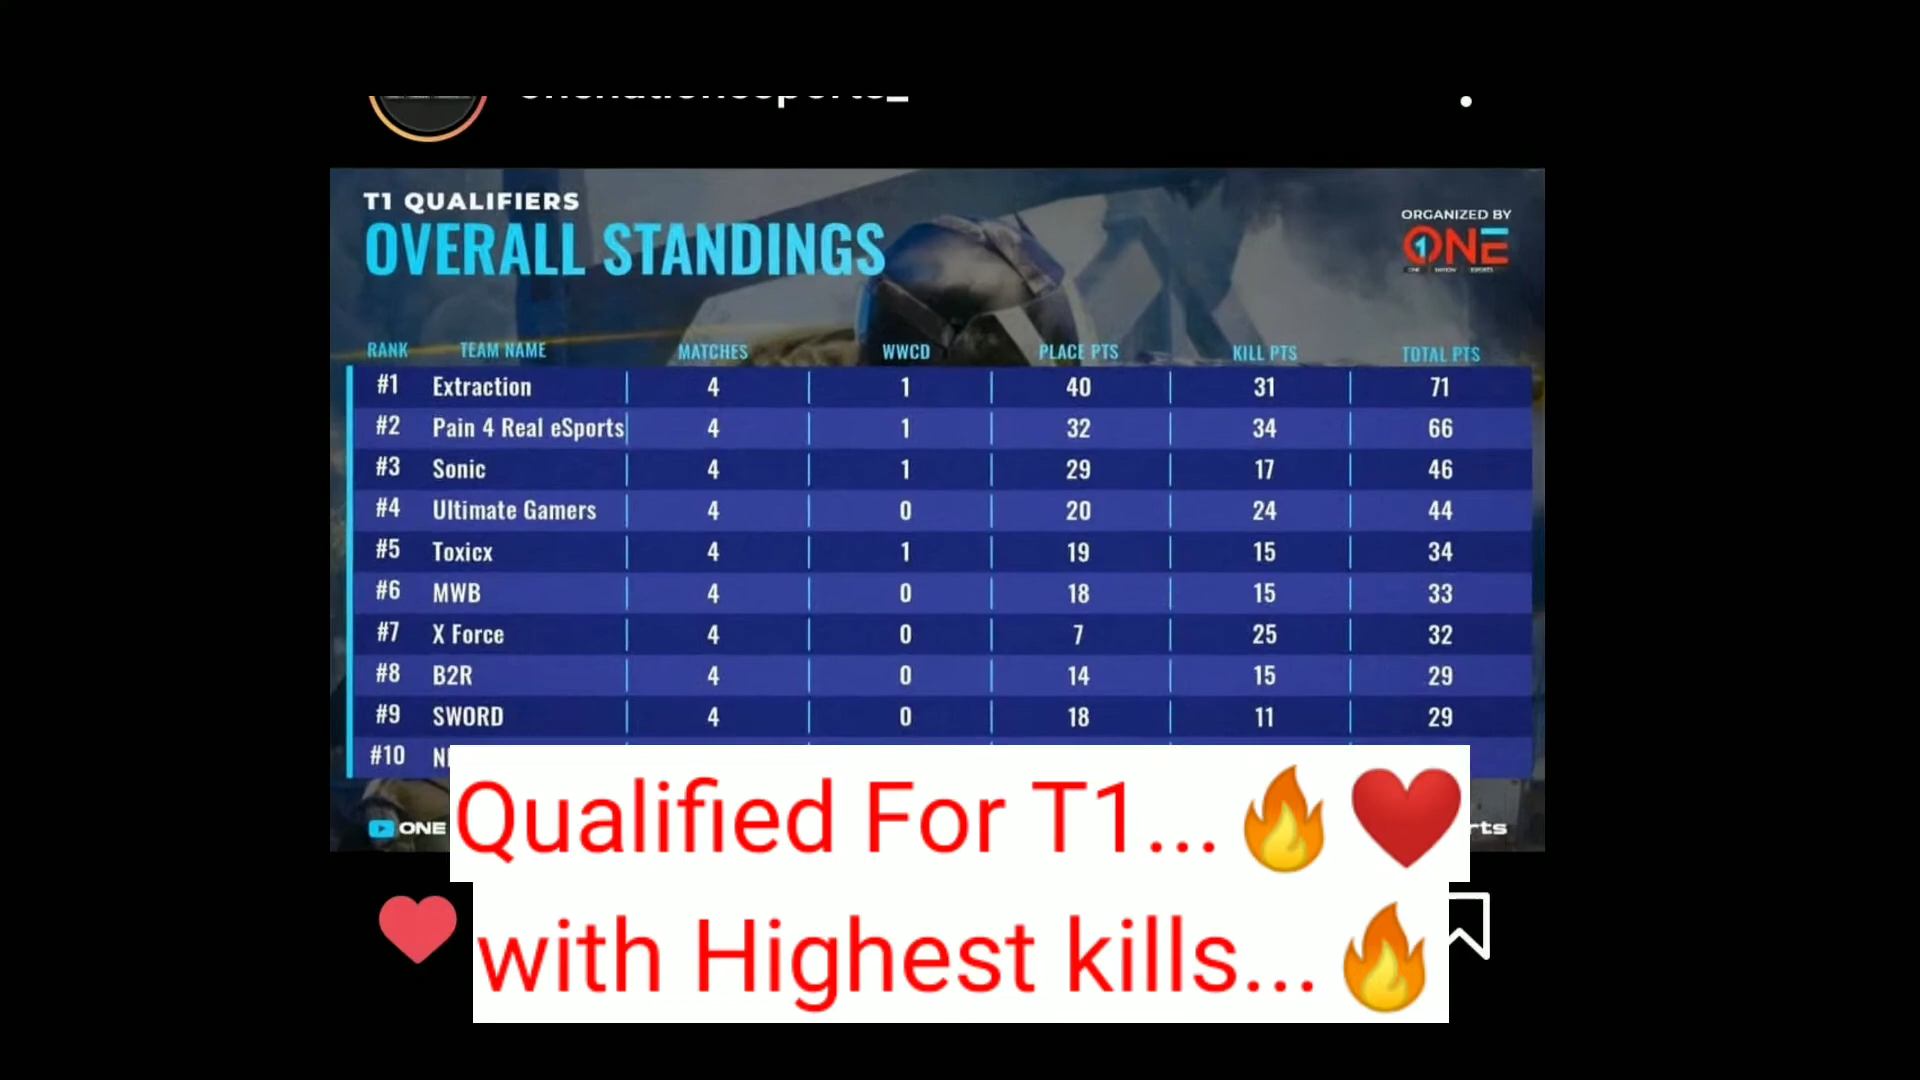 T1 QUALIFIERS
OVERALL STANDINGS
ORGANIZED BY
ONE
RANK TEAM NAME MATCHES WWCD PLACE PTS KILL PTS TOTAL PTS
#1 Extraction 4 1 40 31 71
#2 Pain 4 Real eSports 4 1 32 34 66
#3 Sonic 4 1 29 17 46
#4 Ultimate Gamers 4 0 20 24 44
#5 Toxicx 4 1 19 15 34
#6 MWB 4 0 18 15 33
#7 X Force 4 0 7 25 32
#8 B2R 4 0 14 15 29
#9 SWORD 4 0 18 11 29
#10
ONE
Qualified For T1...🔥❤️
with Highest kills...🔥